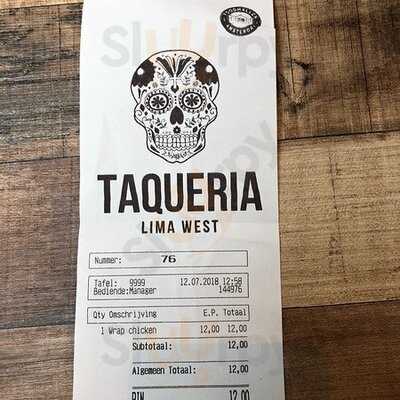 TAQUERIA
LIMA WEST
Nummer: 76
Tafel: 9999 12.07.2018 12:58
Bediende:Manager 144976
Qty Omschrijving E.P. Totaal
1 Wrap chicken 12,00 12,00
Subtotaal: 12,00
Algemeen Totaal: 12,00
PIN 12,00